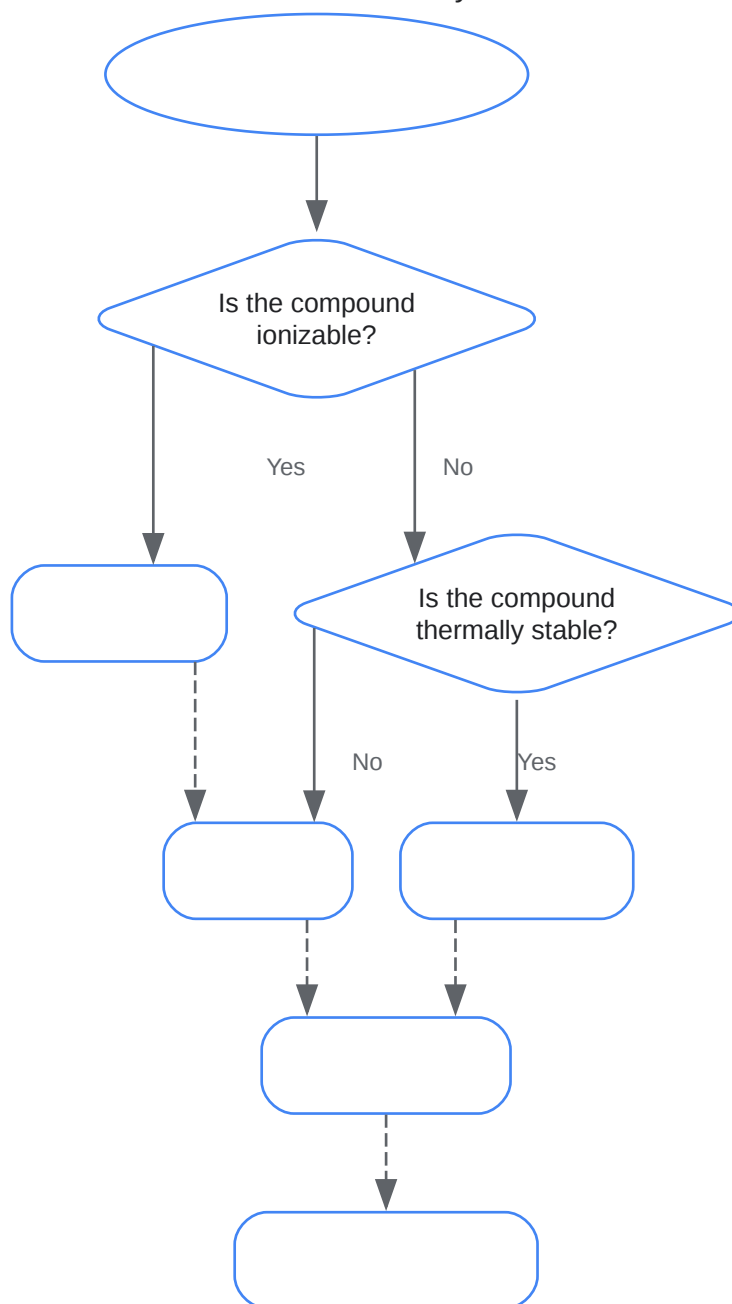 Is the compound
ionizable?
Yes
No
Is the compound
thermally stable?
No
Yes